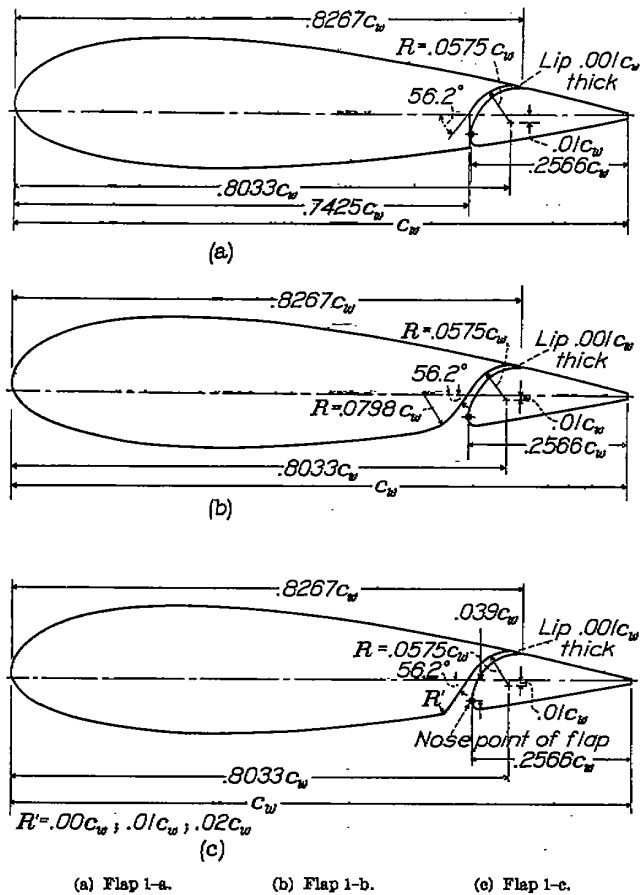 .8267c_w
R=.0575c_w
Lip .001c_w
thick
56.2°
.01c_w
.2566c_w
.8033c_w
.7425c_w
c_w
(a)
.8267c_w
R=.0575c_w
Lip .001c_w
thick
56.2°
R=.0798c_w
.01c_w
.2566c_w
.8033c_w
c_w
(b)
.8267c_w
.039c_w
Lip .001c_w
thick
R=.0575c_w
56.2°
R'
.01c_w
Nose point of flap
.2566c_w
.8033c_w
c_w
R'=.00c_w ; .01c_w ; .02c_w
(c)
(a) Flap 1-a. (b) Flap 1-b. (c) Flap 1-c.